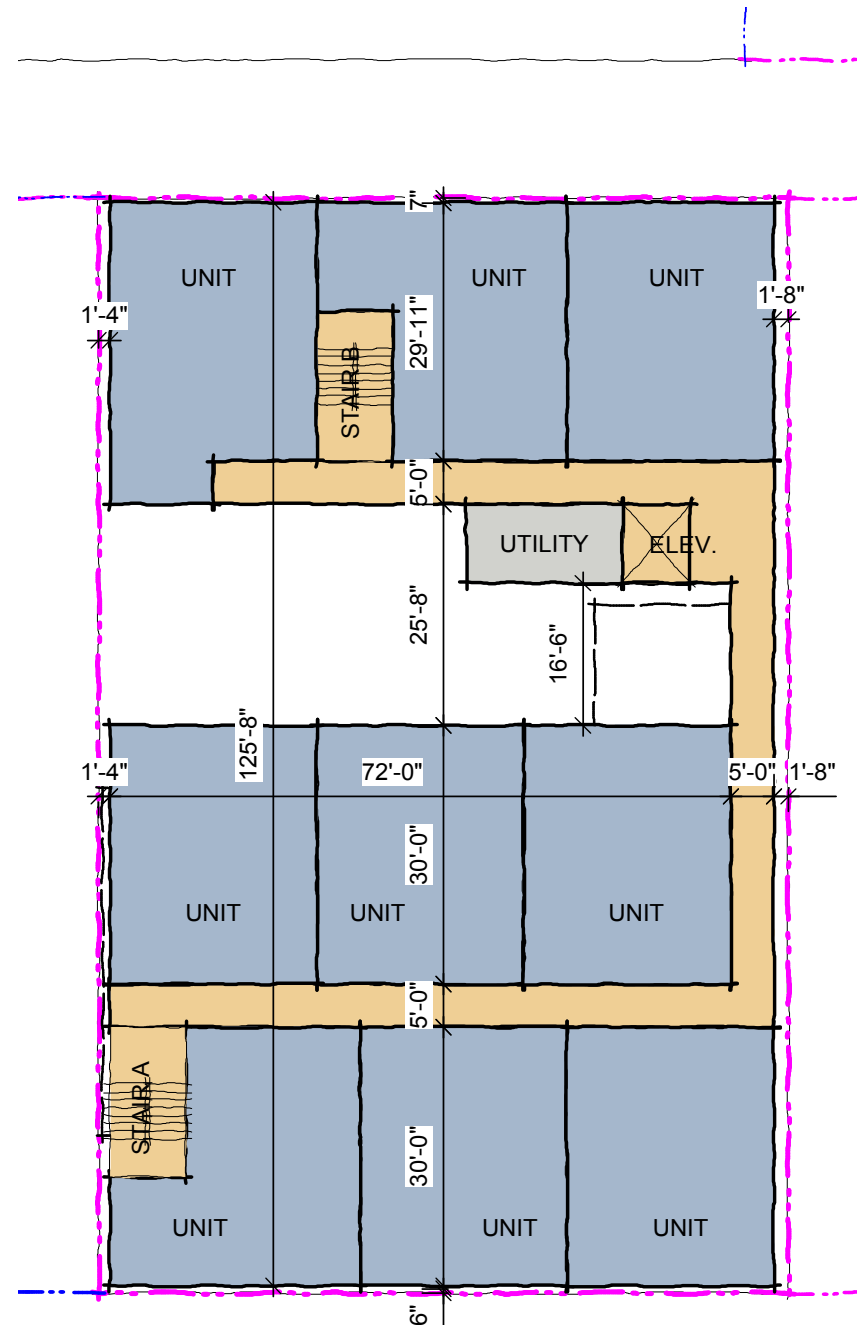 7"
UNIT
UNIT
UNIT
1'-8"
1'-4"
29'-11"
STAIR B
5'-0"
UTILITY
ELEV.
25'-8"
16'-6"
125'-8"
1'-4"
72'-0"
5'-0"
1'-8"
30'-0"
UNIT
UNIT
UNIT
5'-0"
STAIR A
30'-0"
UNIT
UNIT
UNIT
6"